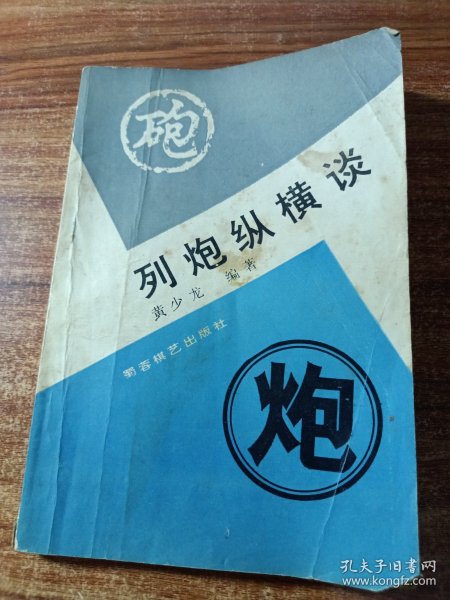 砲
列炮纵横谈
黄少龙 编著
蜀蓉棋艺出版社
炮
孔夫子旧书网
www.kongfz.com